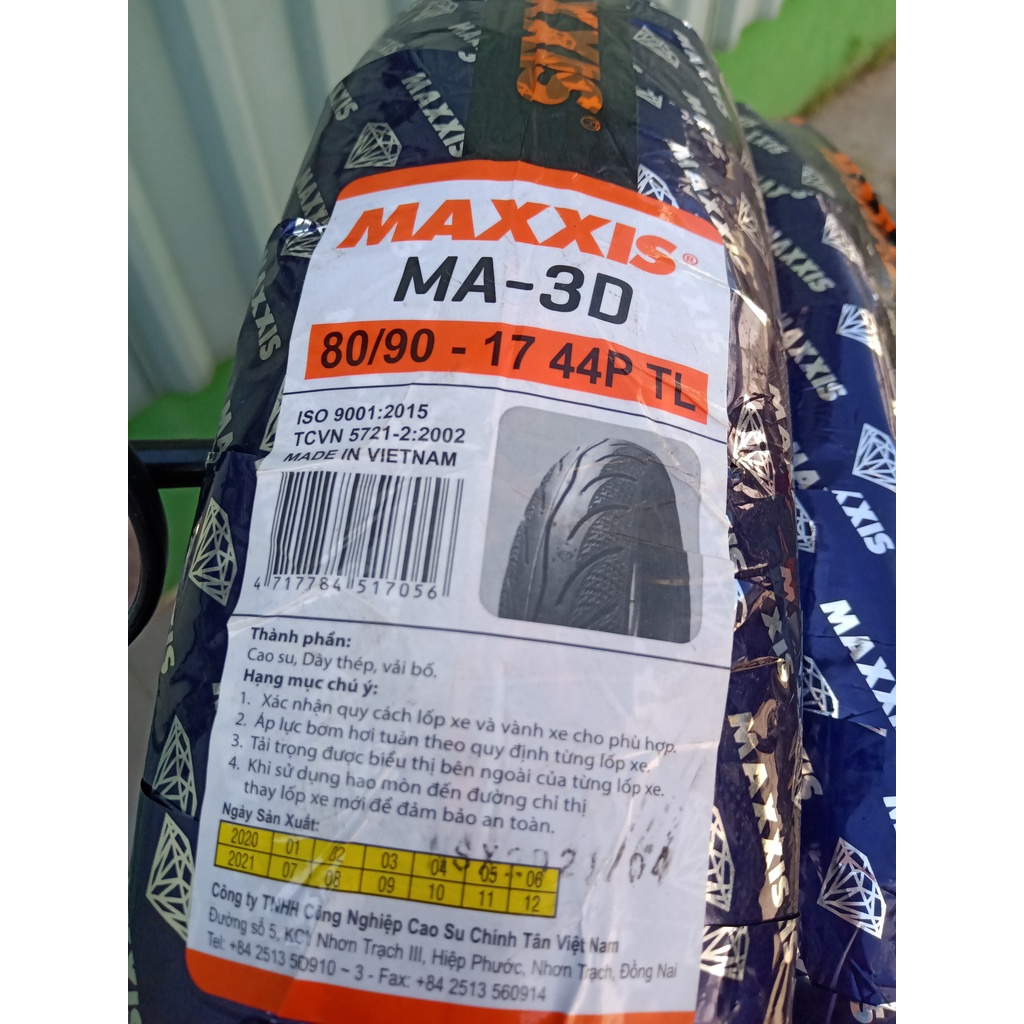 MAXXIS®
MAXXIS®
MA-3D
80/90 - 17 44P TL
ISO 9001:2015
TCVN 5721-2:2002
MADE IN VIETNAM
4 717784 517056
Thành phần:
Cao su, Dây thép, vải bố.
Hạng mục chú ý:
1. Xác nhận quy cách lốp xe và vành xe cho phù hợp.
2. Áp lực bơm hơi tuân theo quy định từng lốp xe.
3. Tải trọng được biểu thị bên ngoài của từng lốp xe.
4. Khi sử dụng hao mòn đến đường chỉ thị
thay lốp xe mới để đảm bảo an toàn.
Ngày Sản Xuất:
2020 01 02 03 04 05 06
2021 07 08 09 10 11 12
Công ty TNHH Công Nghiệp Cao Su Chính Tân Việt Nam
Đường số 5, KCN Nhơn Trạch III, Hiệp Phước, Nhơn Trạch, Đồng Nai
Tel: +84 2513 560910 ~ 3 - Fax: +84 2513 560914
MAXXIS
MAXXIS
MAXXIS
MAXXIS
MAXXIS
MAXXIS